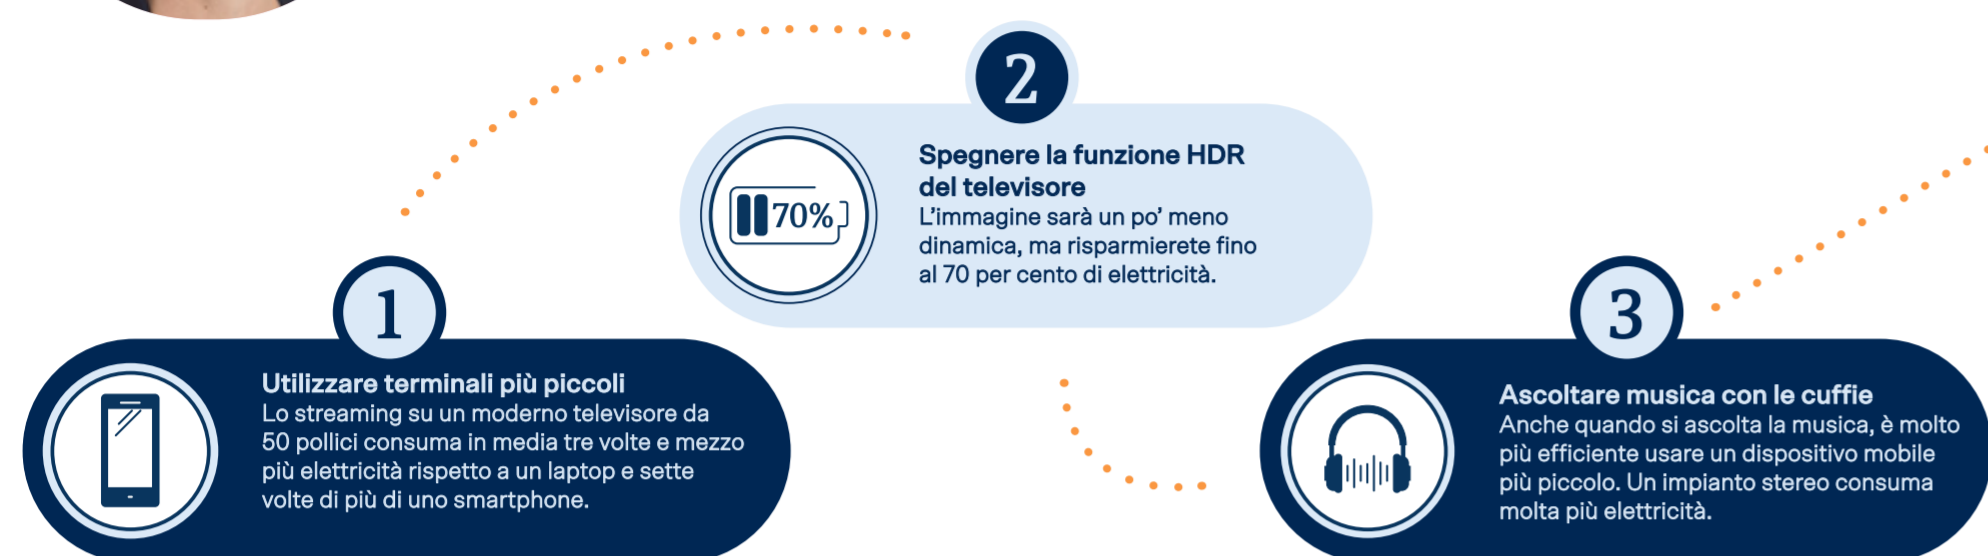 1
Utilizzare terminali più piccoli
Lo streaming su un moderno televisore da
50 pollici consuma in media tre volte e mezzo
più elettricità rispetto a un laptop e sette
volte di più di uno smartphone.
2
70%
Spegnere la funzione HDR
del televisore
L’immagine sarà un po’ meno
dinamica, ma risparmierete fino
al 70 per cento di elettricità.
3
Ascoltare musica con le cuffie
Anche quando si ascolta la musica, è molto
più efficiente usare un dispositivo mobile
più piccolo. Un impianto stereo consuma
molta più elettricità.